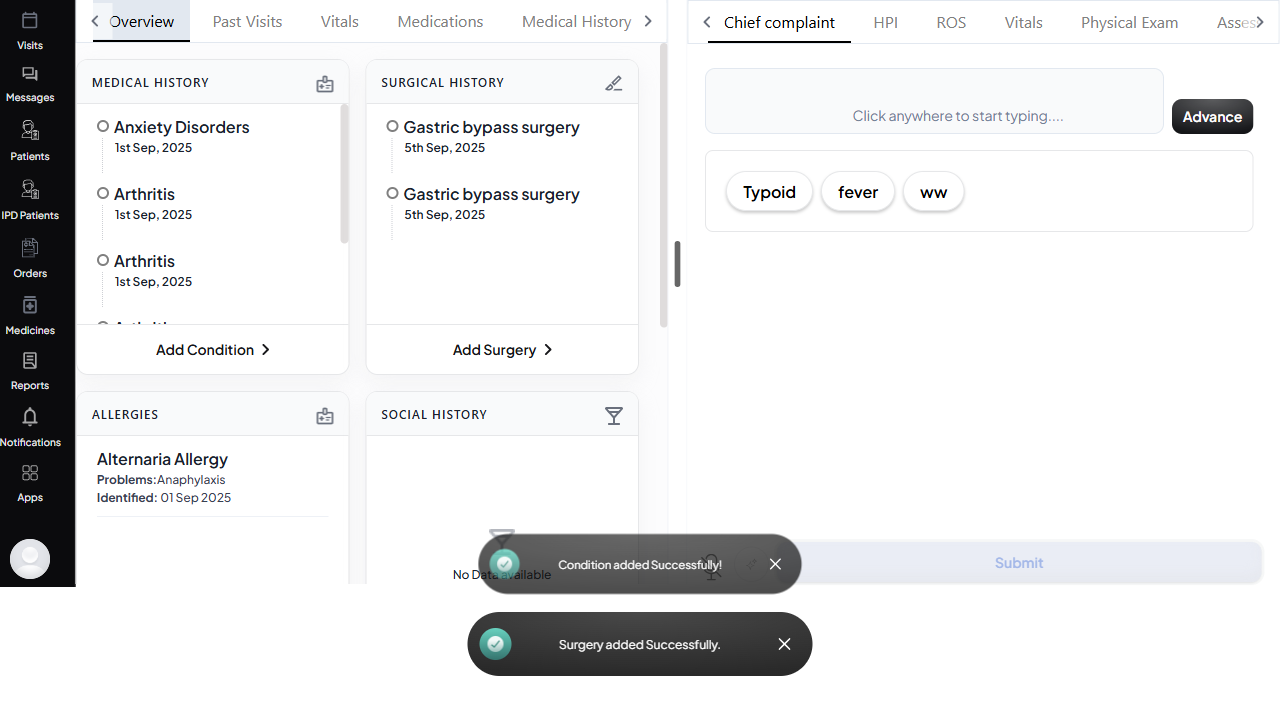 Visits
Messages
Patients
IPD Patients
Orders
Medicines
Reports
Notifications
Apps
Overview
Past Visits
Vitals
Medications
Medical History
MEDICAL HISTORY
Anxiety Disorders
1st Sep, 2025
Arthritis
1st Sep, 2025
Arthritis
1st Sep, 2025
Add Condition
SURGICAL HISTORY
Gastric bypass surgery
5th Sep, 2025
Gastric bypass surgery
5th Sep, 2025
Add Surgery
ALLERGIES
Alternaria Allergy
Problems:Anaphylaxis
Identified: 01 Sep 2025
SOCIAL HISTORY
No Data available
Chief complaint
HPI
ROS
Vitals
Physical Exam
Asses
Click anywhere to start typing....
Advance
Typoid
fever
ww
Submit
Condition added Successfully!
Surgery added Successfully.